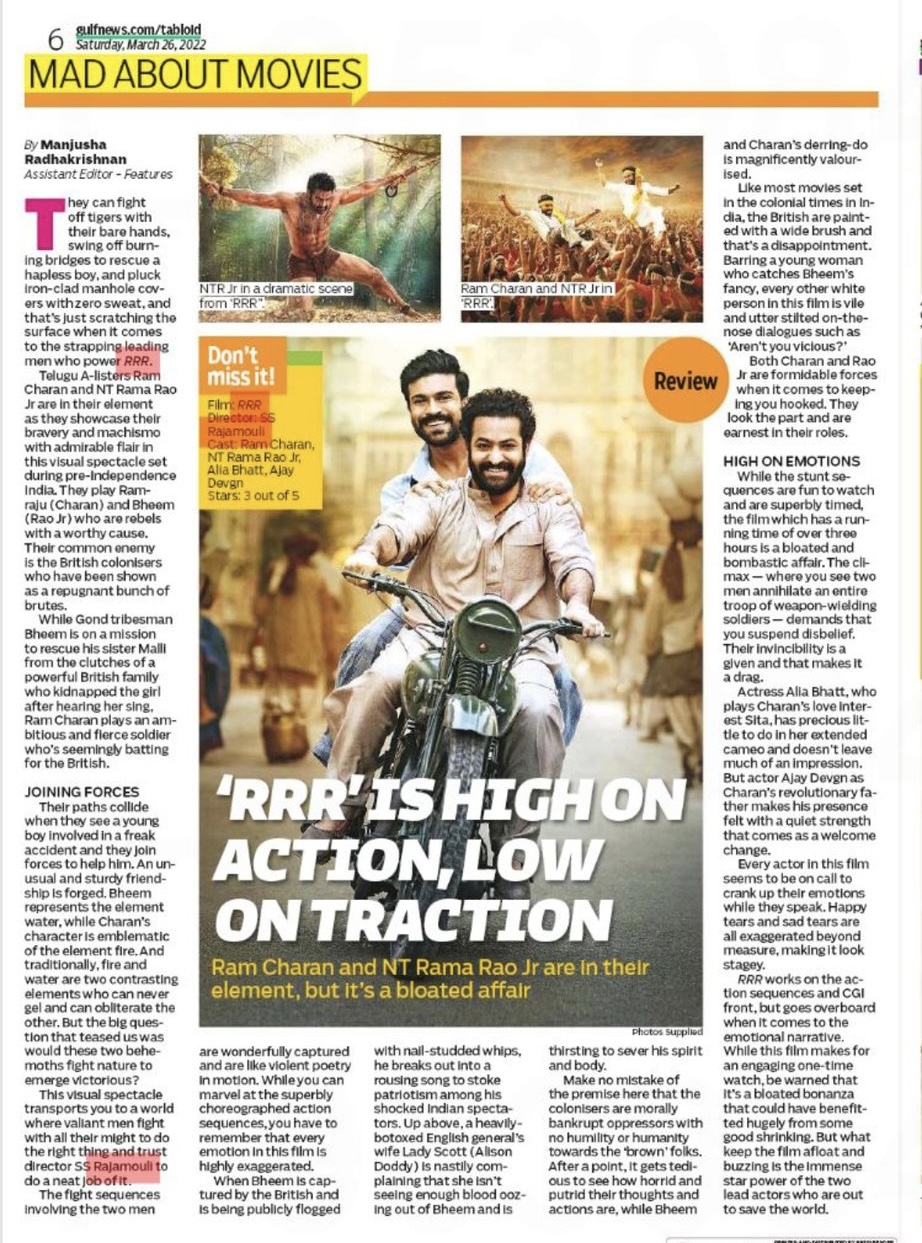 6
gulfnews.com/tabloid
Saturday, March 26, 2022
MAD ABOUT MOVIES
By Manjusha
Radhakrishnan
Assistant Editor – Features
They can fight
off tigers with
their bare hands,
swing off burn-
ing bridges to rescue a
hapless boy, and pluck
iron-clad manhole cov-
ers with zero sweat, and
that's just scratching the
surface when it comes
to the strapping leading
men who power RRR.
Telugu A-listers Ram
Charan and NT Rama Rao
Jr are in their element
as they showcase their
bravery and machismo
with admirable flair in
this visual spectacle set
during pre-Independence
India. They play Ram-
raju (Charan) and Bheem
(Rao Jr) who are rebels
with a worthy cause.
Their common enemy
is the British colonisers
who have been shown
as a repugnant bunch of
brutes.
While Gond tribesman
Bheem is on a mission
to rescue his sister Malli
from the clutches of a
powerful British family
who kidnapped the girl
after hearing her sing,
Ram Charan plays an am-
bitious and fierce soldier
who's seemingly batting
for the British.
JOINING FORCES
Their paths collide
when they see a young
boy involved in a freak
accident and they join
forces to help him. An un-
usual and sturdy friend-
ship is forged. Bheem
represents the element
water, while Charan's
character is emblematic
of the element fire. And
traditionally, fire and
water are two contrasting
elements who can never
gel and can obliterate the
other. But the big ques-
tion that teased us was
would these two behe-
moths fight nature to
emerge victorious?
This visual spectacle
transports you to a world
where valiant men fight
with all their might to do
the right thing and trust
director SS Rajamouli to
do a neat job of it.
The fight sequences
involving the two men
NTR Jr in a dramatic scene
from 'RRR".
Ram Charan and NTR Jr in
'RRR'.
Don't
miss it!
Film: RRR
Director: SS
Rajamouli
Cast: Ram Charan,
NT Rama Rao Jr,
Alia Bhatt, Ajay
Devgn
Stars: 3 out of 5
Review
'RRR' IS HIGH ON
ACTION, LOW
ON TRACTION
Ram Charan and NT Rama Rao Jr are in their
element, but it's a bloated affair
Photos Supplied
are wonderfully captured
and are like violent poetry
in motion. While you can
marvel at the superbly
choreographed action
sequences, you have to
remember that every
emotion in this film is
highly exaggerated.
When Bheem is cap-
tured by the British and
is being publicly flogged
with nail-studded whips,
he breaks out into a
rousing song to stoke
patriotism among his
shocked Indian specta-
tors. Up above, a heavily-
botoxed English general's
wife Lady Scott (Alison
Doddy) is nastily com-
plaining that she isn't
seeing enough blood ooz-
ing out of Bheem and is
thirsting to sever his spirit
and body.
Make no mistake of
the premise here that the
colonisers are morally
bankrupt oppressors with
no humility or humanity
towards the 'brown' folks.
After a point, it gets tedi-
ous to see how horrid and
putrid their thoughts and
actions are, while Bheem
and Charan's derring-do
is magnificently valour-
ised.
Like most movies set
in the colonial times in In-
dia, the British are paint-
ed with a wide brush and
that's a disappointment.
Barring a young woman
who catches Bheem's
fancy, every other white
person in this film is vile
and utter stilted on-the-
nose dialogues such as
'Aren't you vicious?'
Both Charan and Rao
Jr are formidable forces
when it comes to keep-
ing you hooked. They
look the part and are
earnest in their roles.
HIGH ON EMOTIONS
While the stunt se-
quences are fun to watch
and are superbly timed,
the film which has a run-
ning time of over three
hours is a bloated and
bombastic affair. The cli-
max — where you see two
men annihilate an entire
troop of weapon-wielding
soldiers — demands that
you suspend disbelief.
Their invincibility is a
given and that makes it
a drag.
Actress Alia Bhatt, who
plays Charan's love inter-
est Sita, has precious lit-
tle to do in her extended
cameo and doesn't leave
much of an impression.
But actor Ajay Devgn as
Charan's revolutionary fa-
ther makes his presence
felt with a quiet strength
that comes as a welcome
change.
Every actor in this film
seems to be on call to
crank up their emotions
while they speak. Happy
tears and sad tears are
all exaggerated beyond
measure, making it look
stagey.
RRR works on the ac-
tion sequences and CGI
front, but goes overboard
when it comes to the
emotional narrative.
While this film makes for
an engaging one-time
watch, be warned that
it's a bloated bonanza
that could have benefit-
ted hugely from some
good shrinking. But what
keep the film afloat and
buzzing is the immense
star power of the two
lead actors who are out
to save the world.